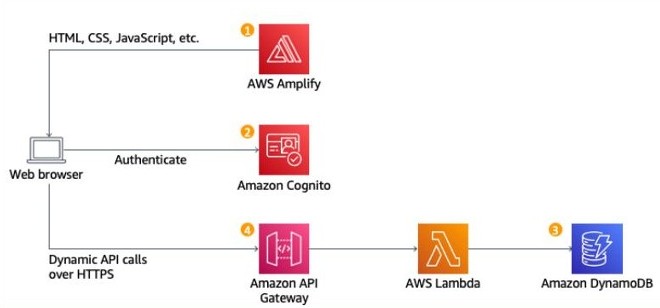 HTML, CSS, JavaScript, etc.
1
AWS Amplify
2
Web browser
Authenticate
Amazon Cognito
4
3
Dynamic API calls
over HTTPS
Amazon API
Gateway
AWS Lambda
Amazon DynamoDB